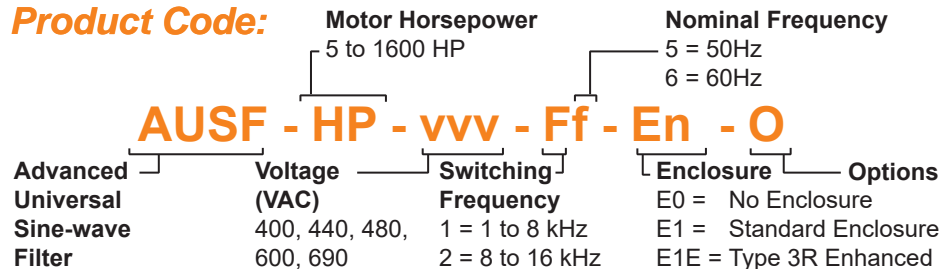 Product Code:
Motor Horsepower
5 to 1600 HP
Nominal Frequency
5 = 50Hz
6 = 60Hz
AUSF - HP - vvv - Ff - En - O
Advanced
Universal
Sine-wave
Filter
Voltage
(VAC)
400, 440, 480,
600, 690
Switching
Frequency
1 = 1 to 8 kHz
2 = 8 to 16 kHz
Enclosure
E0 = No Enclosure
E1 = Standard Enclosure
E1E = Type 3R Enhanced
Options